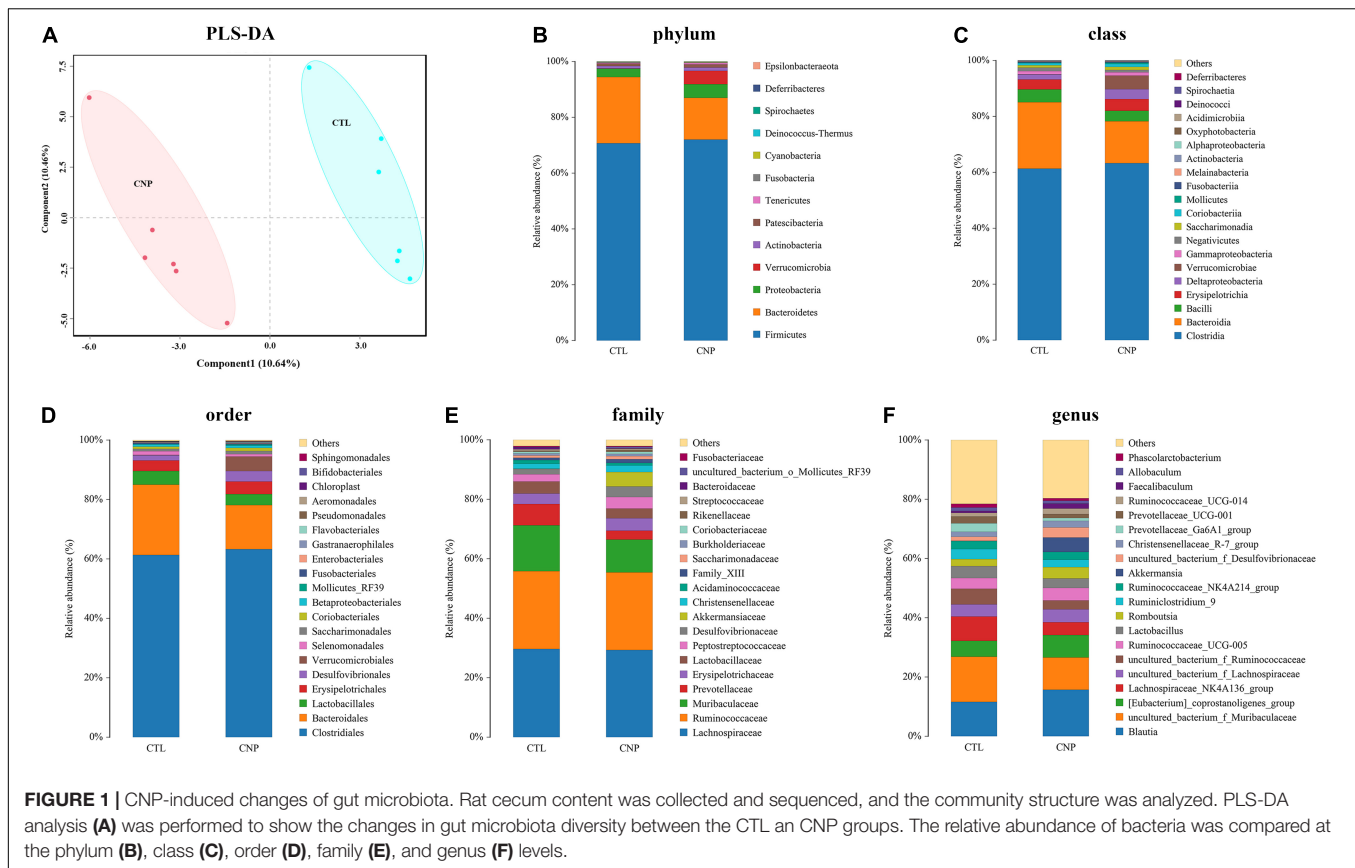 A
PLS-DA
7.5
5.0
2.5
0.0
-2.5
-5.0
Component2 (10.46%)
CTL
CNP
-6.0 -3.0 0.0 3.0
Component1 (10.64%)
B
phylum
100%
80%
60%
40%
20%
0%
Relative abundance (%)
CTL CNP
Epsilonbacteraeota
Deferribacteres
Spirochaetes
Deinococcus-Thermus
Cyanobacteria
Fusobacteria
Tenericutes
Patescibacteria
Actinobacteria
Verrucomicrobia
Proteobacteria
Bacteroidetes
Firmicutes
C
class
100%
80%
60%
40%
20%
0%
Relative abundance (%)
CTL CNP
Others
Deferribacteres
Spirochaetia
Deinococci
Acidimicrobiia
Oxyphotobacteria
Alphaproteobacteria
Actinobacteria
Melainabacteria
Fusobacteriia
Mollicutes
Coriobacteriia
Saccharimonadia
Negativicutes
Gammaproteobacteria
Verrucomicrobiae
Deltaproteobacteria
Erysipelotrichia
Bacilli
Bacteroidia
Clostridia
D
order
100%
80%
60%
40%
20%
0%
Relative abundance (%)
CTL CNP
Others
Sphingomonadales
Bifidobacteriales
Chloroplast
Aeromonadales
Pseudomonadales
Flavobacteriales
Gastranaerophilales
Enterobacteriales
Fusobacteriales
Mollicutes_RF39
Betaproteobacteriales
Coriobacteriales
Saccharimonadales
Selenomonadales
Verrucomicrobiales
Desulfovibrionales
Erysipelotrichales
Lactobacillales
Bacteroidales
Clostridiales
E
family
100%
80%
60%
40%
20%
0%
Relative abundance (%)
CTL CNP
Others
Fusobacteriaceae
uncultured_bacterium_o_Mollicutes_RF39
Bacteroidaceae
Streptococcaceae
Rikenellaceae
Coriobacteriaceae
Burkholderiaceae
Saccharimonadaceae
Family_XIII
Acidaminococcaceae
Christensenellaceae
Akkermansiaceae
Desulfovibrionaceae
Peptostreptococcaceae
Lactobacillaceae
Erysipelotrichaceae
Prevotellaceae
Muribaculaceae
Ruminococcaceae
Lachnospiraceae
F
genus
100%
80%
60%
40%
20%
0%
Relative abundance (%)
CTL CNP
Others
Phascolarctobacterium
Allobaculum
Faecalibaculum
Ruminococcaceae_UCG-014
Prevotellaceae_UCG-001
Prevotellaceae_Ga6A1_group
Christensenellaceae_R-7_group
uncultured_bacterium_f_Desulfovibrionaceae
Akkermansia
Ruminococcaceae_NK4A214_group
Ruminiclostridium_9
Romboutsia
Lactobacillus
Ruminococcaceae_UCG-005
uncultured_bacterium_f_Ruminococcaceae
uncultured_bacterium_f_Lachnospiraceae
Lachnospiraceae_NK4A136_group
[Eubacterium]_coprostanoligenes_group
uncultured_bacterium_f_Muribaculaceae
Blautia
FIGURE 1 | CNP-induced changes of gut microbiota. Rat cecum content was collected and sequenced, and the community structure was analyzed. PLS-DA
analysis (A) was performed to show the changes in gut microbiota diversity between the CTL an CNP groups. The relative abundance of bacteria was compared at
the phylum (B), class (C), order (D), family (E), and genus (F) levels.